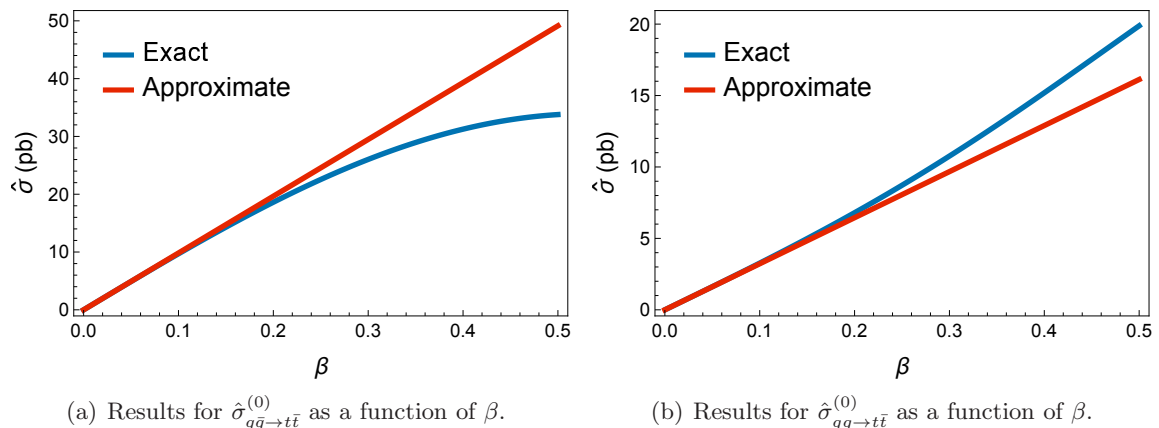 50
40
30
20
10
0
σ̂ (pb)
Exact
Approximate
0.0 0.1 0.2 0.3 0.4 0.5
β
(a) Results for σ̂^{(0)}_{qq̄→tt̄} as a function of β.
20
15
10
5
0
σ̂ (pb)
Exact
Approximate
0.0 0.1 0.2 0.3 0.4 0.5
β
(b) Results for σ̂^{(0)}_{gg→tt̄} as a function of β.